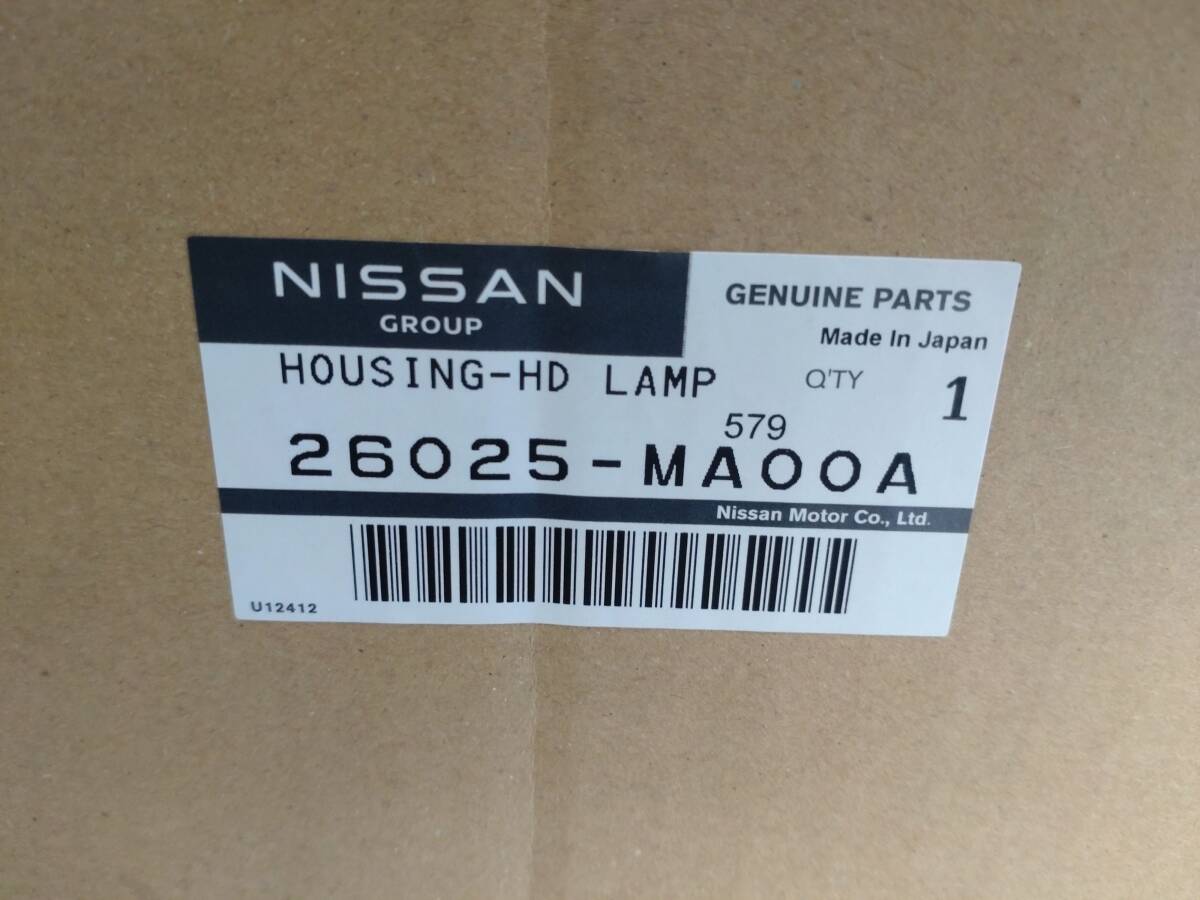 NISSAN
GROUP
GENUINE PARTS
Made In Japan
HOUSING-HD LAMP
Q'TY 1
579
26025-MA00A
Nissan Motor Co., Ltd.
U12412